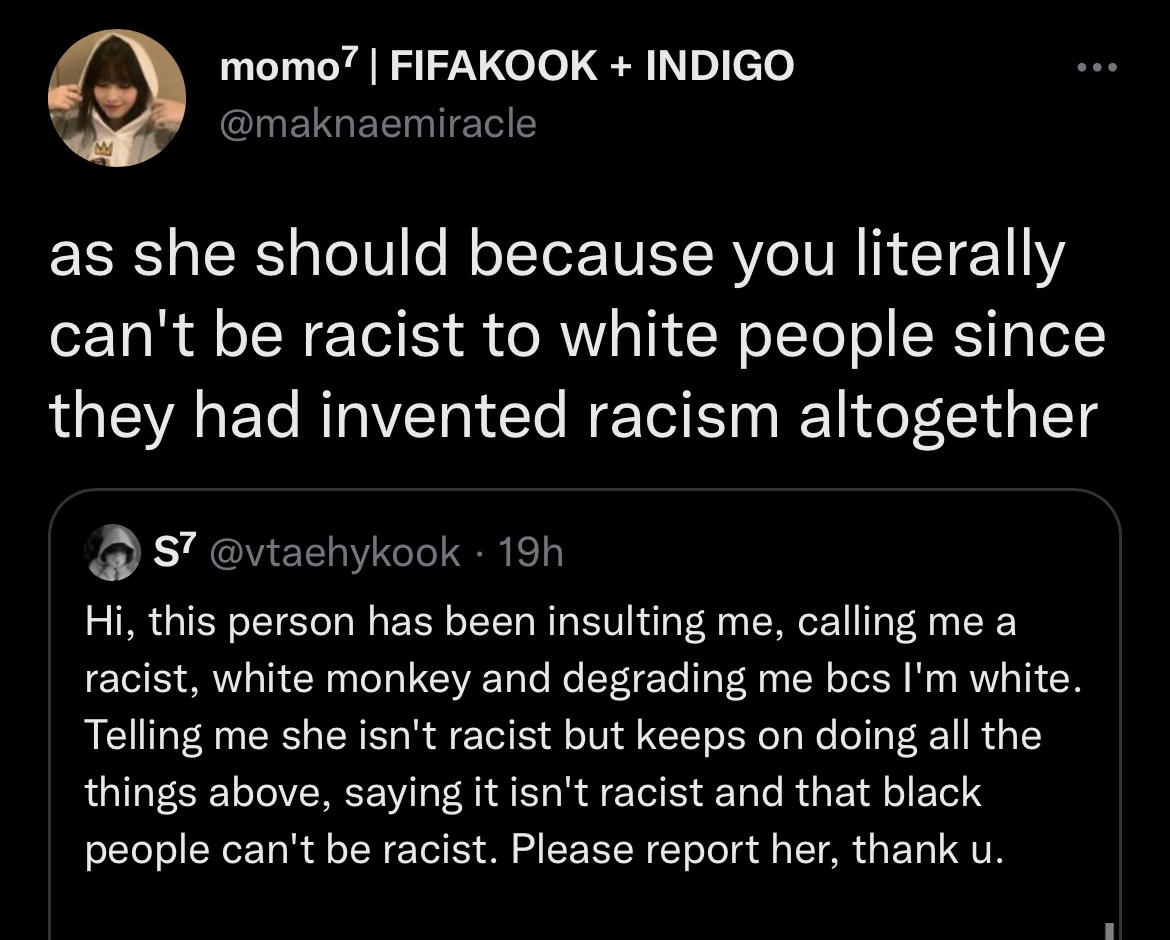 momo⁷ | FIFAKOOK + INDIGO
@maknaemiracle
as she should because you literally
can't be racist to white people since
they had invented racism altogether
S⁷ @vtaehykook · 19h
Hi, this person has been insulting me, calling me a
racist, white monkey and degrading me bcs I'm white.
Telling me she isn't racist but keeps on doing all the
things above, saying it isn't racist and that black
people can't be racist. Please report her, thank u.